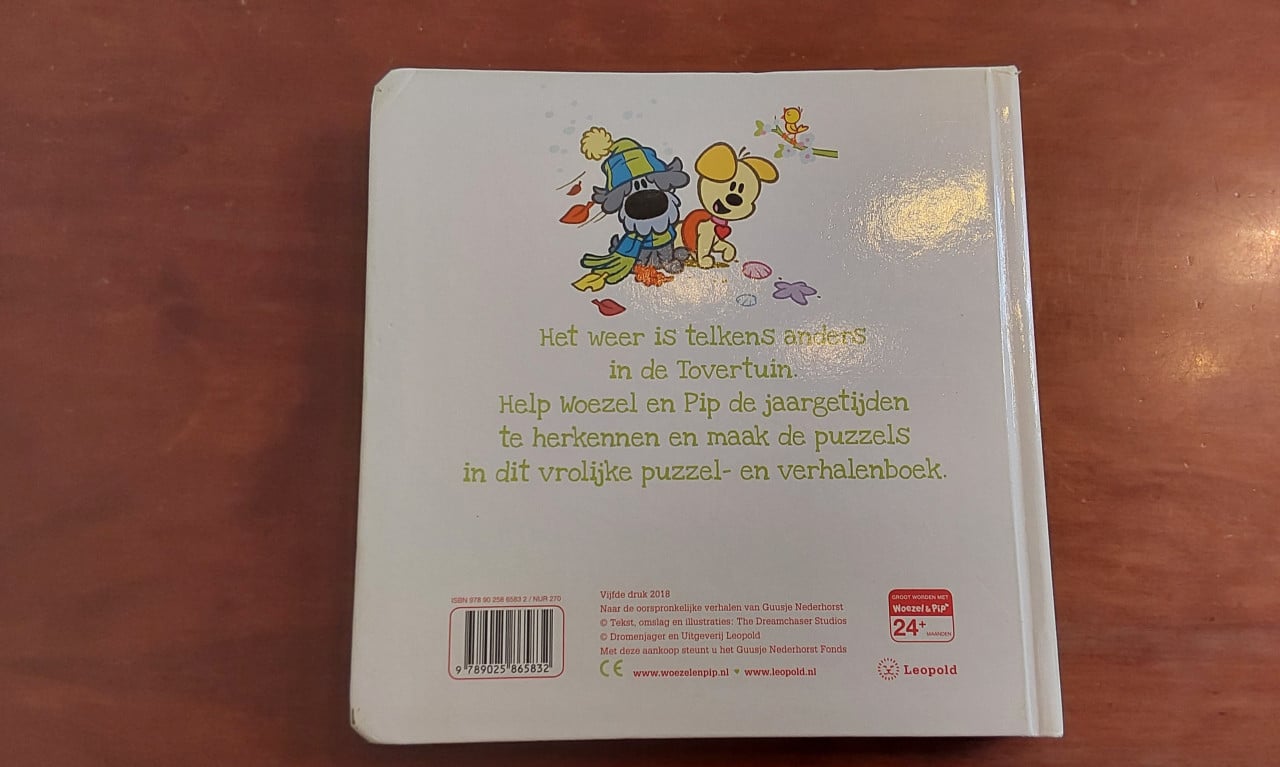 Het weer is telkens anders
in de Tovertuin.
Help Woezel en Pip de jaargetijden
te herkennen en maak de puzzels
in dit vrolijke puzzel- en verhalenboek.
ISBN 978 90 258 6583 2 / NUR 270
9 789025 865832
Vijfde druk 2018
Naar de oorspronkelijke verhalen van Guusje Nederhorst
© Tekst, omslag en illustraties: The Dreamchaser Studios
© Dromenjager en Uitgeverij Leopold
Met deze aankoop steunt u het Guusje Nederhorst Fonds
CE www.woezelenpip.nl ♥ www.leopold.nl
GROOT WORDEN MET
Woezel & Pip™
24+ MAANDEN
Leopold